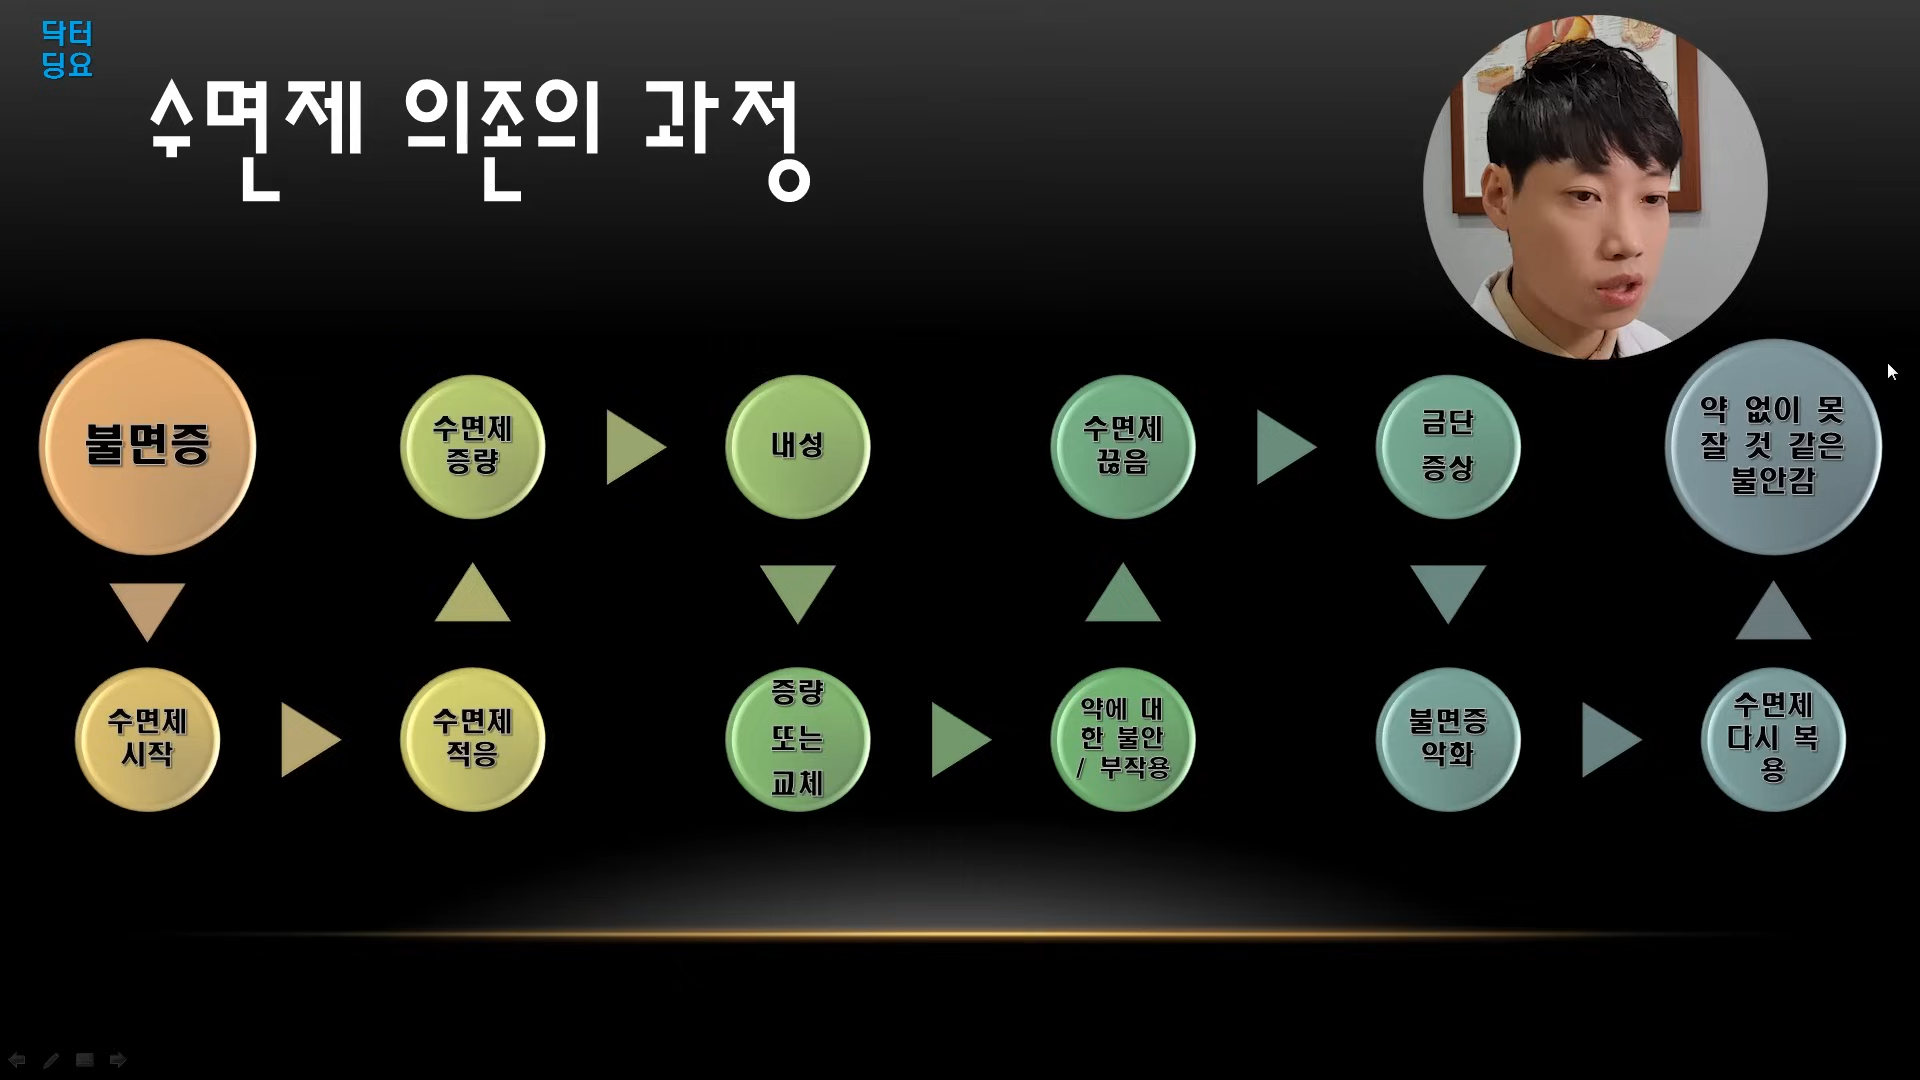 닥터
딩요
수면제 의존의 과정
불면증
수면제
시작
수면제
적응
수면제
증량
내성
증량
또는
교체
약에 대
한 불안
/ 부작용
수면제
끊음
금단
증상
불면증
악화
수면제
다시 복
용
약 없이 못
잘 것 같은
불안감